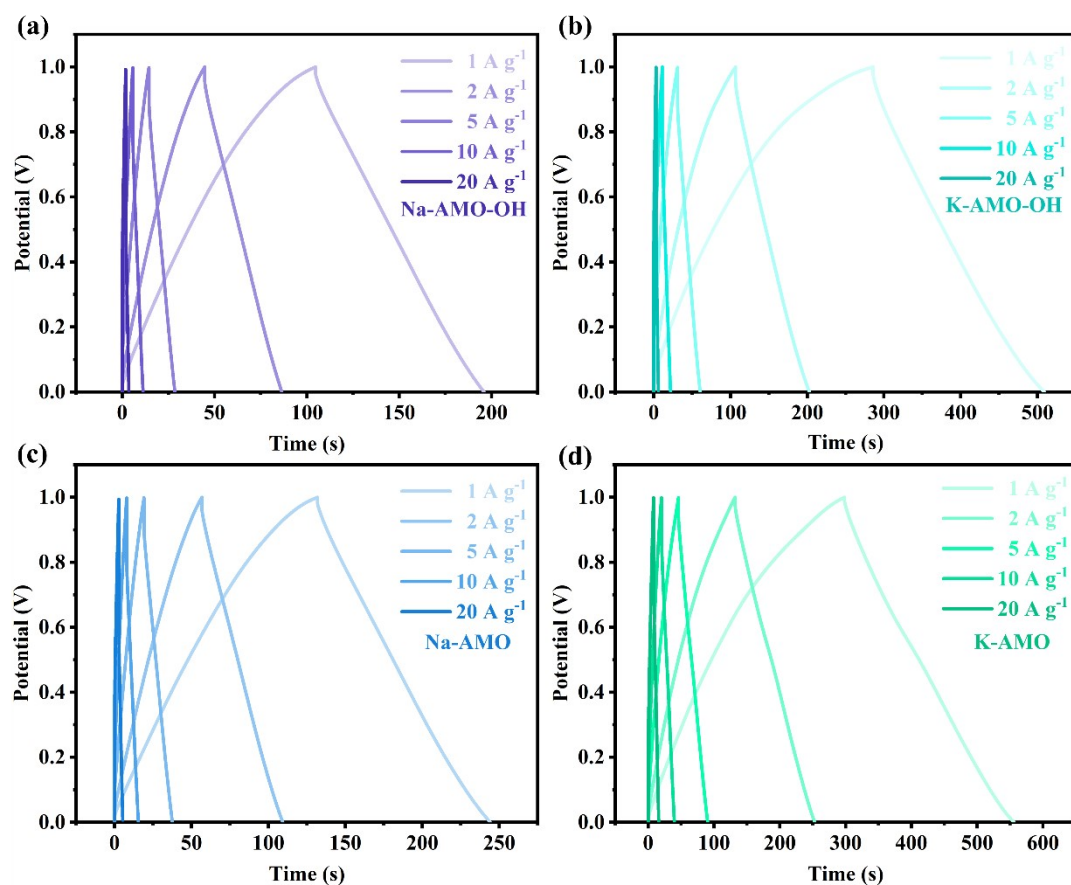 (a)
1.0
0.8
0.6
0.4
0.2
0.0
Potential (V)
1 A g⁻¹
2 A g⁻¹
5 A g⁻¹
10 A g⁻¹
20 A g⁻¹
Na-AMO-OH
0 50 100 150 200
Time (s)
(b)
1.0
0.8
0.6
0.4
0.2
0.0
Potential (V)
1 A g⁻¹
2 A g⁻¹
5 A g⁻¹
10 A g⁻¹
20 A g⁻¹
K-AMO-OH
0 100 200 300 400 500
Time (s)
(c)
1.0
0.8
0.6
0.4
0.2
0.0
Potential (V)
1 A g⁻¹
2 A g⁻¹
5 A g⁻¹
10 A g⁻¹
20 A g⁻¹
Na-AMO
0 25 50 75 100 125 150 175 200 225 250
Time (s)
(d)
1.0
0.8
0.6
0.4
0.2
0.0
Potential (V)
1 A g⁻¹
2 A g⁻¹
5 A g⁻¹
10 A g⁻¹
20 A g⁻¹
K-AMO
0 100 200 300 400 500 600
Time (s)